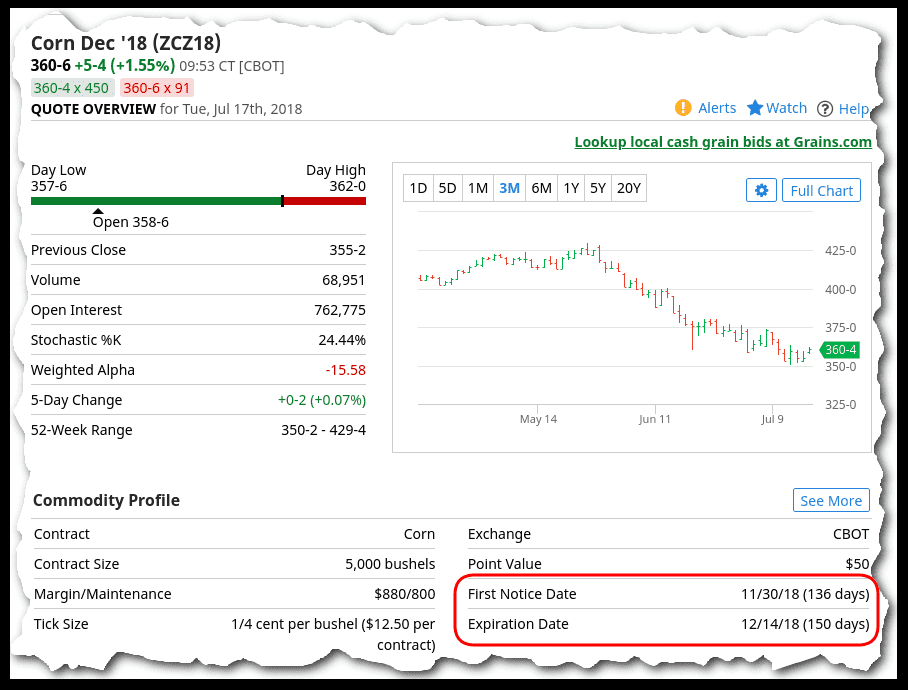 Corn Dec '18 (ZCZ18)
360-6 +5-4 (+1.55%) 09:53 CT [CBOT]
360-4 x 450 360-6 x 91
QUOTE OVERVIEW for Tue, Jul 17th, 2018
Alerts Watch Help
Lookup local cash grain bids at Grains.com
Day Low Day High
357-6 362-0
Open 358-6
Previous Close 355-2
Volume 68,951
Open Interest 762,775
Stochastic %K 24.44%
Weighted Alpha -15.58
5-Day Change +0-2 (+0.07%)
52-Week Range 350-2 - 429-4
1D 5D 1M 3M 6M 1Y 5Y 20Y
Full Chart
425-0
400-0
375-0
360-4
350-0
325-0
May 14 Jun 11 Jul 9
Commodity Profile See More
Contract Corn
Contract Size 5,000 bushels
Margin/Maintenance $880/800
Tick Size 1/4 cent per bushel ($12.50 per
contract)
Exchange CBOT
Point Value $50
First Notice Date 11/30/18 (136 days)
Expiration Date 12/14/18 (150 days)